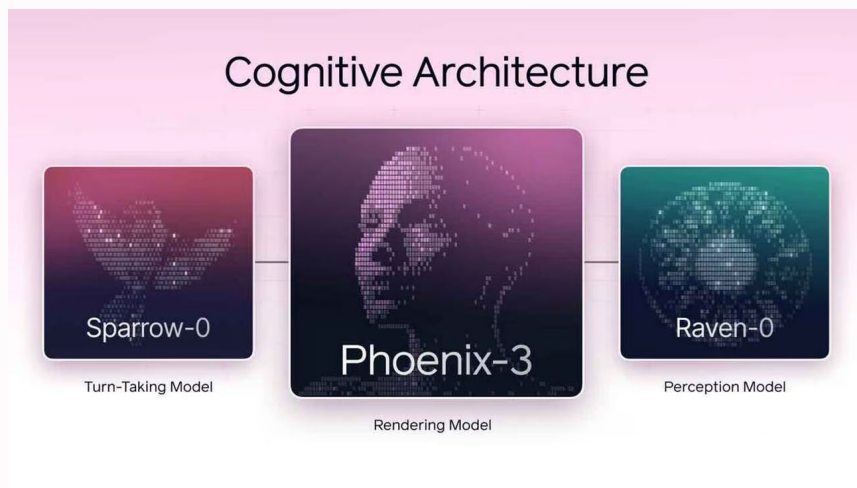 Cognitive Architecture
Sparrow-0
Turn-Taking Model
Phoenix-3
Rendering Model
Raven-0
Perception Model